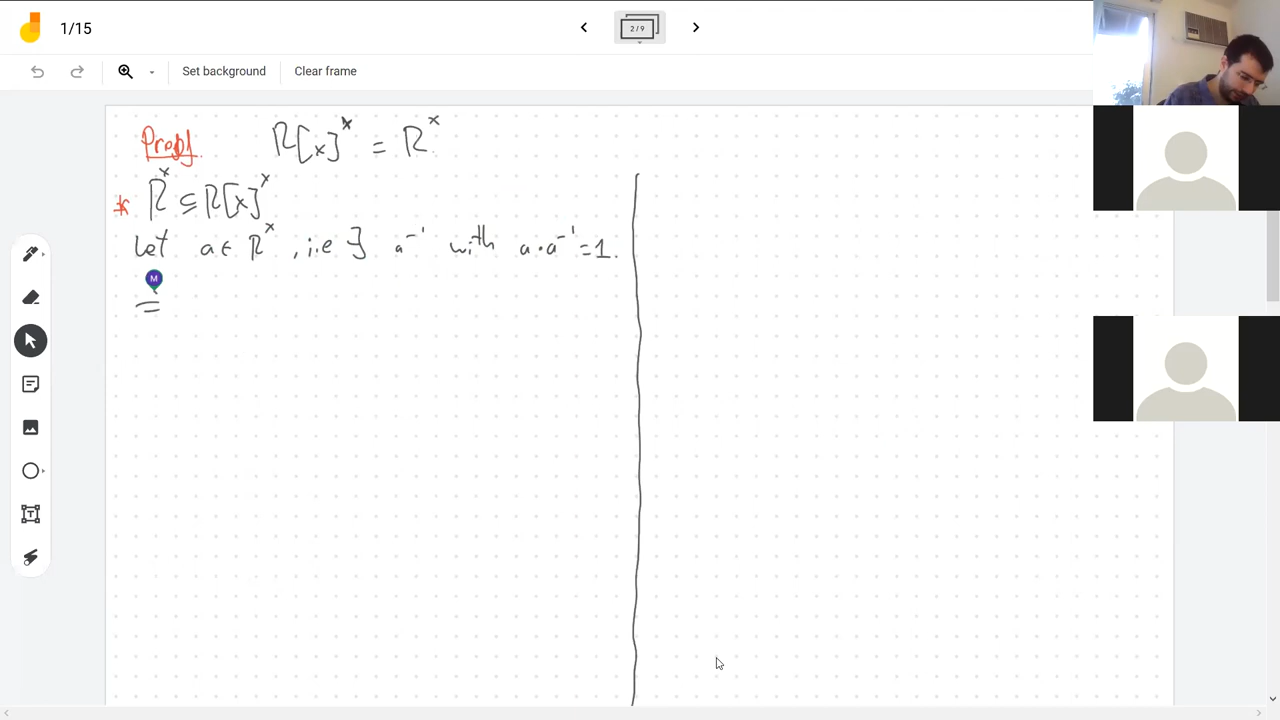 1/15
2/9
Set background
Clear frame
Proof. ℝ[x]^× = ℝ^×.
* ℝ^× ⊆ ℝ[x]^×
Let a ∈ ℝ^×, i.e ∃ a⁻¹ with a·a⁻¹ = 1.
M
=